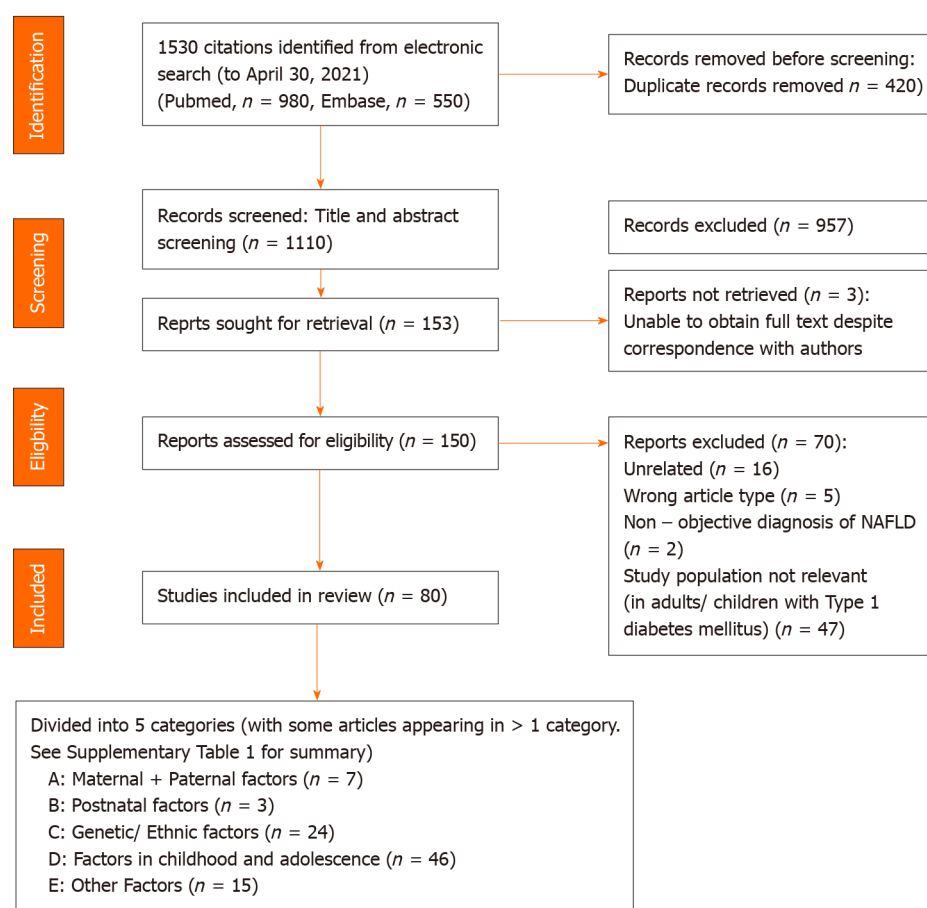 Identification
1530 citations identified from electronic
search (to April 30, 2021)
(Pubmed, n = 980, Embase, n = 550)
Records removed before screening:
Duplicate records removed n = 420)
Screening
Records screened: Title and abstract
screening (n = 1110)
Records excluded (n = 957)
Reprts sought for retrieval (n = 153)
Reports not retrieved (n = 3):
Unable to obtain full text despite
correspondence with authors
Eligbility
Reports assessed for eligibility (n = 150)
Reports excluded (n = 70):
Unrelated (n = 16)
Wrong article type (n = 5)
Non – objective diagnosis of NAFLD
(n = 2)
Study population not relevant
(in adults/ children with Type 1
diabetes mellitus) (n = 47)
Included
Studies included in review (n = 80)
Divided into 5 categories (with some articles appearing in > 1 category.
See Supplementary Table 1 for summary)
A: Maternal + Paternal factors (n = 7)
B: Postnatal factors (n = 3)
C: Genetic/ Ethnic factors (n = 24)
D: Factors in childhood and adolescence (n = 46)
E: Other Factors (n = 15)